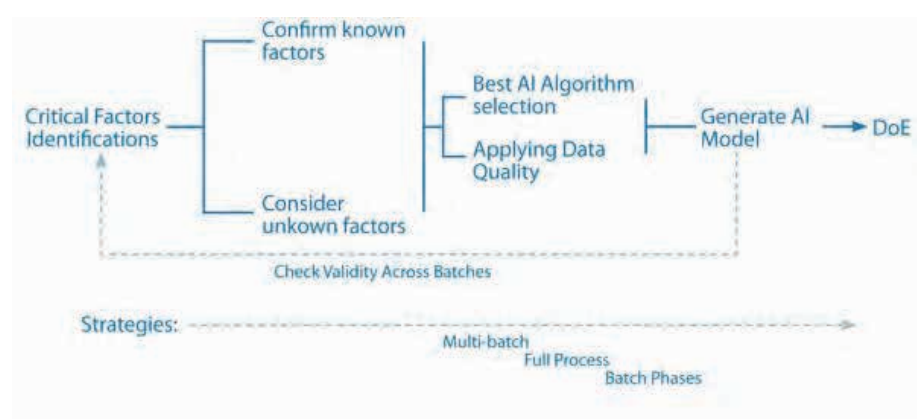 Confirm known
factors
Critical Factors
Identifications
Consider
unkown factors
Best AI Algorithm
selection
Applying Data
Quality
Generate AI
Model
DoE
Check Validity Across Batches
Strategies:
Multi-batch
Full Process
Batch Phases